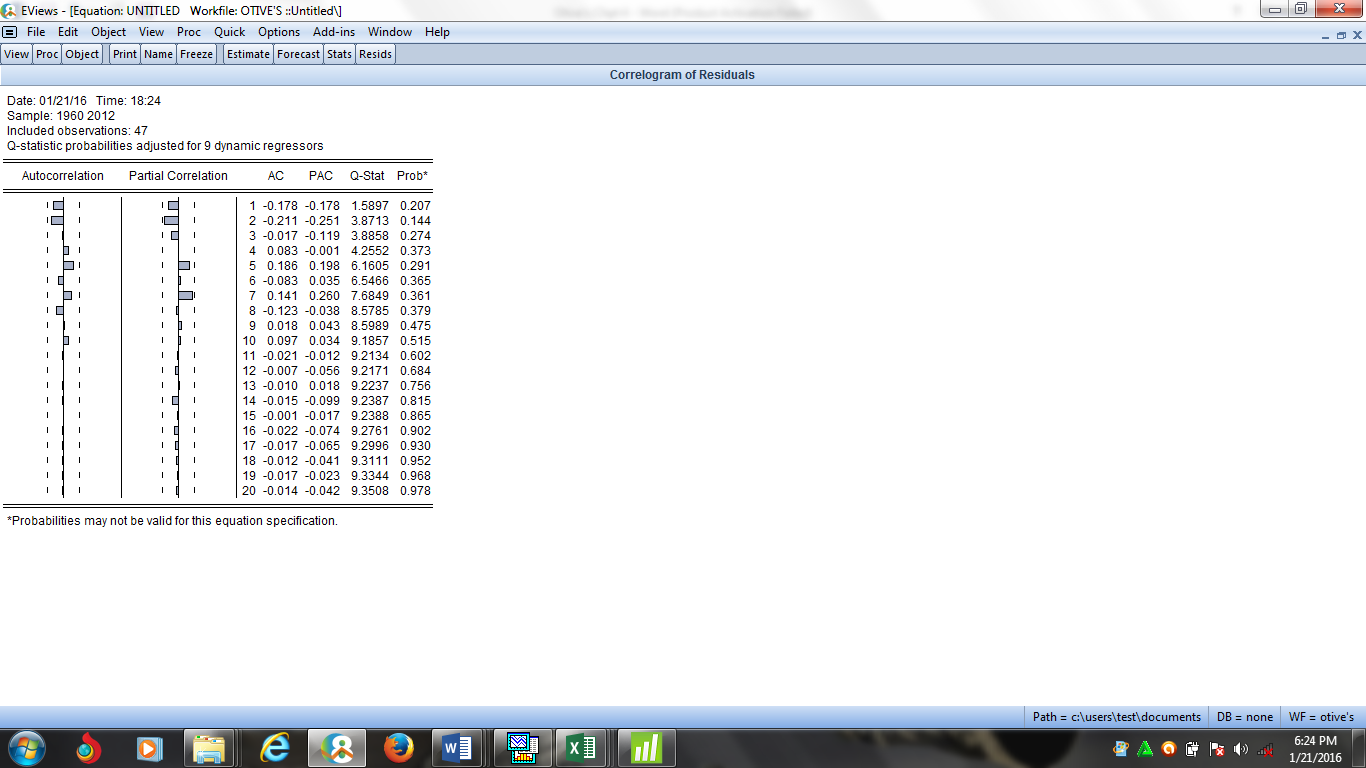 EViews - [Equation: UNTITLED Workfile: OTIVE'S ::Untitled\]
File Edit Object View Proc Quick Options Add-ins Window Help
View Proc Object Print Name Freeze Estimate Forecast Stats Resids
Correlogram of Residuals
Date: 01/21/16 Time: 18:24
Sample: 1960 2012
Included observations: 47
Q-statistic probabilities adjusted for 9 dynamic regressors
Autocorrelation Partial Correlation AC PAC Q-Stat Prob*
1 -0.178 -0.178 1.5897 0.207
2 -0.211 -0.251 3.8713 0.144
3 -0.017 -0.119 3.8858 0.274
4 0.083 -0.001 4.2552 0.373
5 0.186 0.198 6.1605 0.291
6 -0.083 0.035 6.5466 0.365
7 0.141 0.260 7.6849 0.361
8 -0.123 -0.038 8.5785 0.379
9 0.018 0.043 8.5989 0.475
10 0.097 0.034 9.1857 0.515
11 -0.021 -0.012 9.2134 0.602
12 -0.007 -0.056 9.2171 0.684
13 -0.010 0.018 9.2237 0.756
14 -0.015 -0.099 9.2387 0.815
15 -0.001 -0.017 9.2388 0.865
16 -0.022 -0.074 9.2761 0.902
17 -0.017 -0.065 9.2996 0.930
18 -0.012 -0.041 9.3111 0.952
19 -0.017 -0.023 9.3344 0.968
20 -0.014 -0.042 9.3508 0.978
*Probabilities may not be valid for this equation specification.
Path = c:\users\test\documents DB = none WF = otive's
6:24 PM
1/21/2016